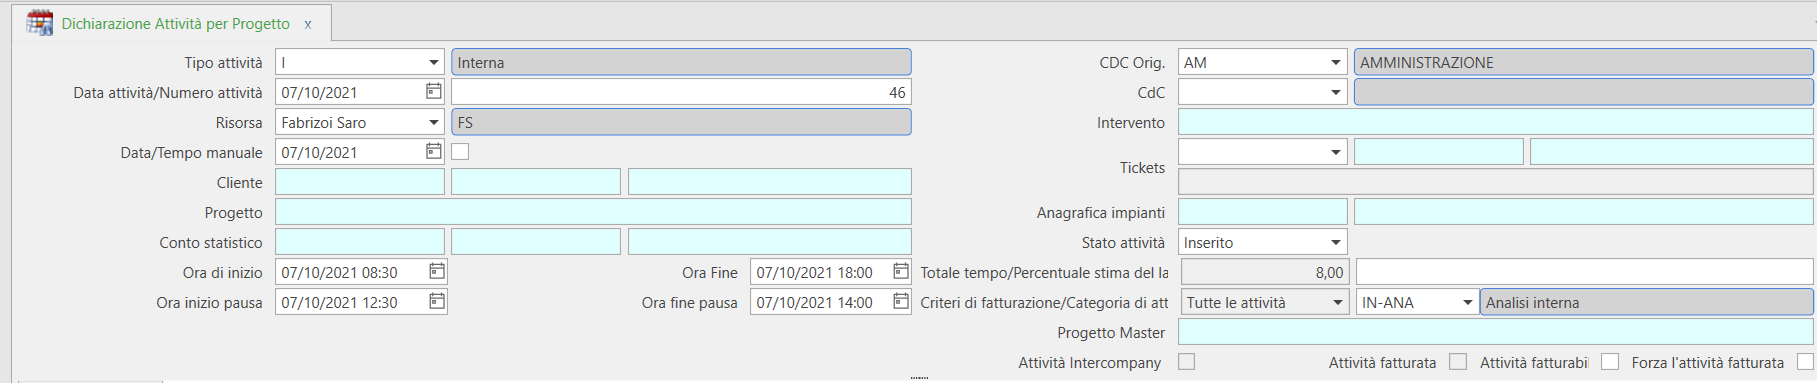 Dichiarazione Attività per Progetto x
Tipo attività I Interna CDC Orig. AM AMMINISTRAZIONE
Data attività/Numero attività 07/10/2021 46 CdC
Risorsa Fabrizoi Saro FS Intervento
Data/Tempo manuale 07/10/2021
Tickets
Cliente
Progetto Anagrafica impianti
Conto statistico Stato attività Inserito
Ora di inizio 07/10/2021 08:30 Ora Fine 07/10/2021 18:00 Totale tempo/Percentuale stima del la 8,00
Ora inizio pausa 07/10/2021 12:30 Ora fine pausa 07/10/2021 14:00 Criteri di fatturazione/Categoria di att Tutte le attività IN-ANA Analisi interna
Progetto Master
Attività Intercompany Attività fatturata Attività fatturabil Forza l'attività fatturata